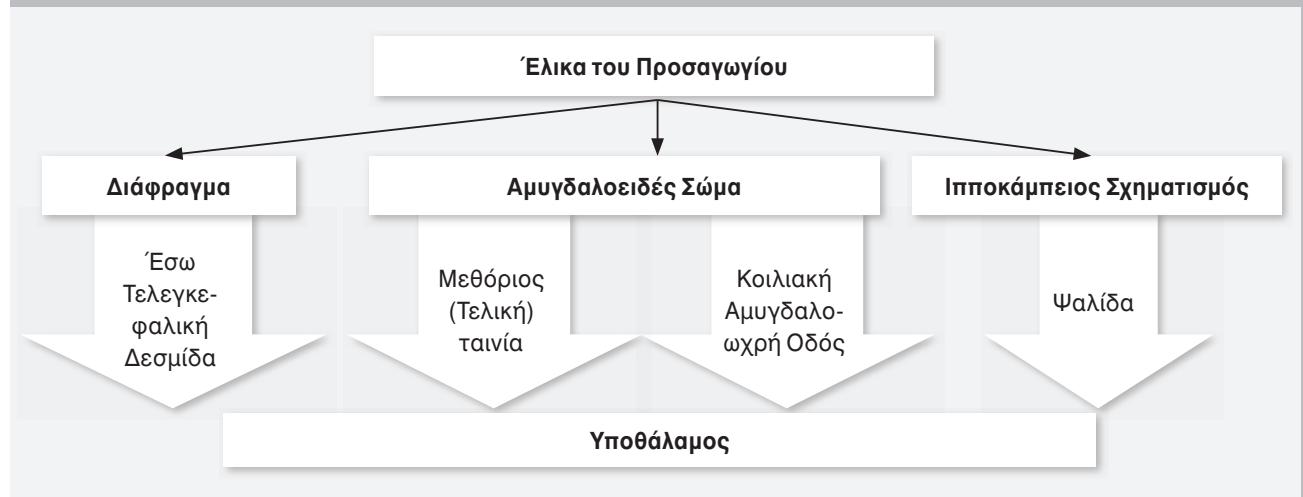 Έλικα του Προσαγωγίου
Διάφραγμα
Αμυγδαλοειδές Σώμα
Ιπποκάμπειος Σχηματισμός
Έσω
Τελεγκε-
φαλική
Δεσμίδα
Μεθόριος
(Τελική)
ταινία
Κοιλιακή
Αμυγδαλο-
ωχρή Οδός
Ψαλίδα
Υποθάλαμος